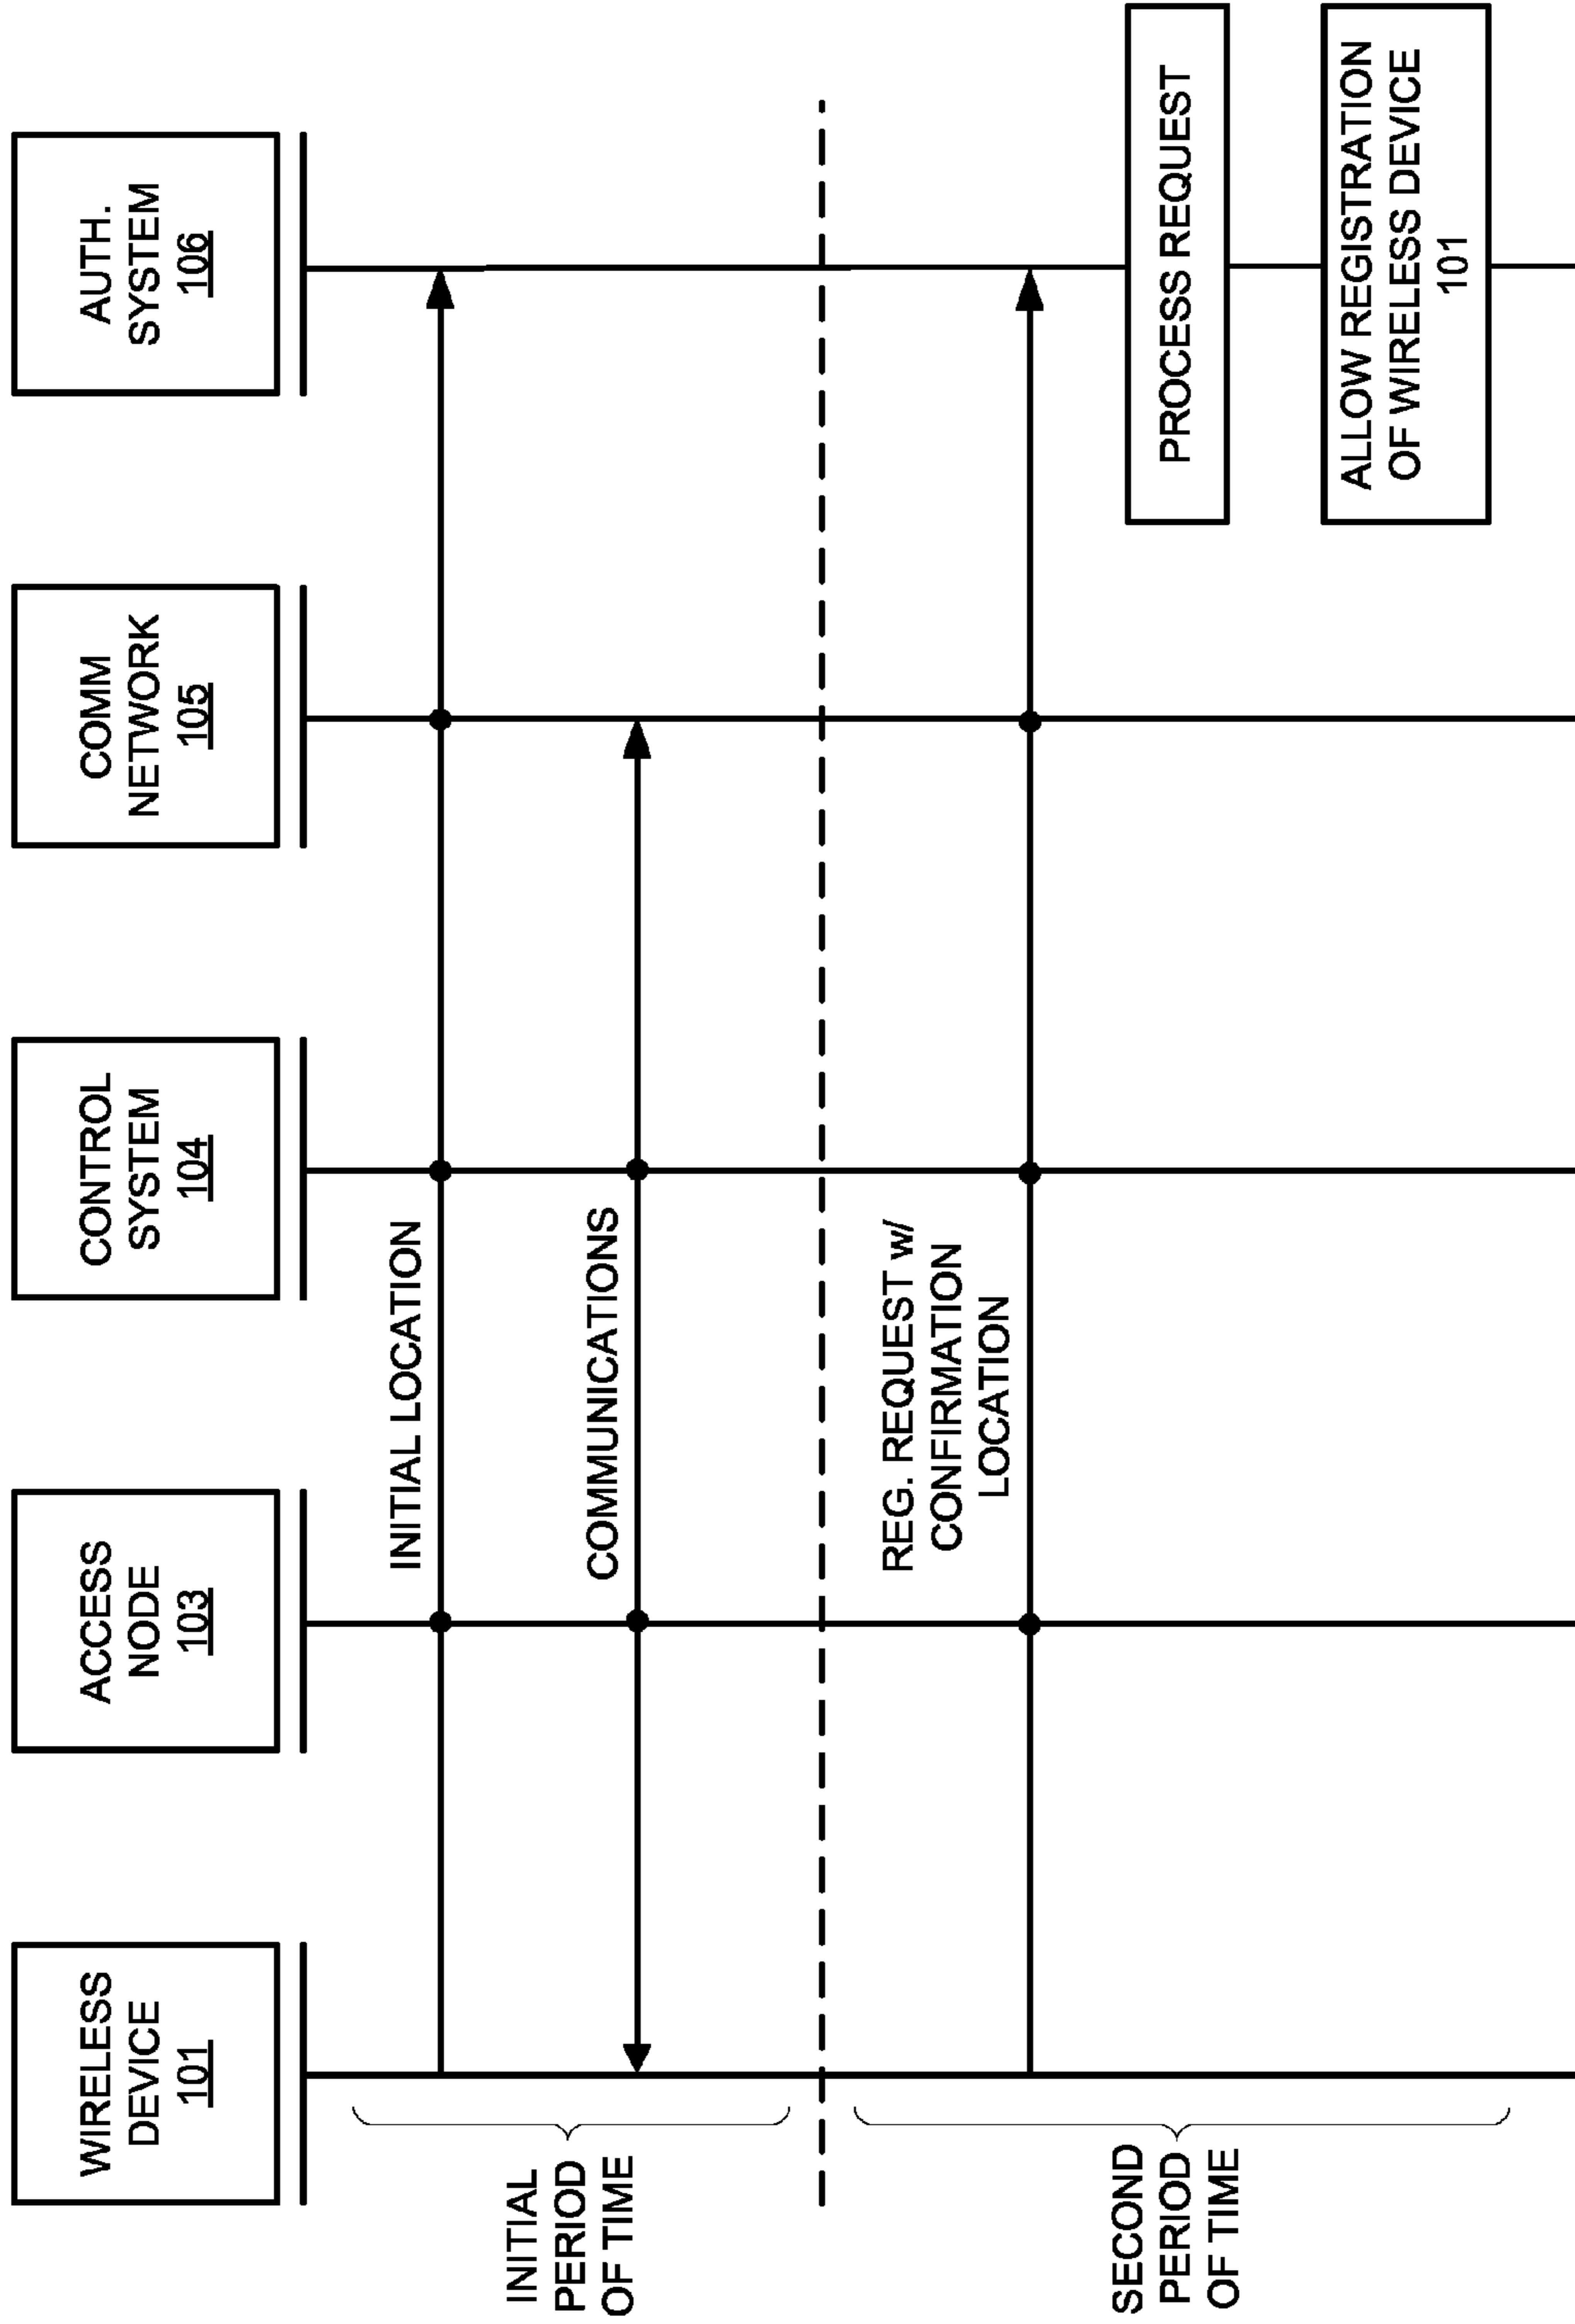 WIRELESS
DEVICE
101
ACCESS
NODE
103
CONTROL
SYSTEM
104
COMM
NETWORK
105
AUTH.
SYSTEM
106
INITIAL
PERIOD
OF TIME
INITIAL LOCATION
COMMUNICATIONS
SECOND
PERIOD
OF TIME
REG. REQUEST w/
CONFIRMATION
LOCATION
PROCESS REQUEST
ALLOW REGISTRATION
OF WIRELESS DEVICE
101